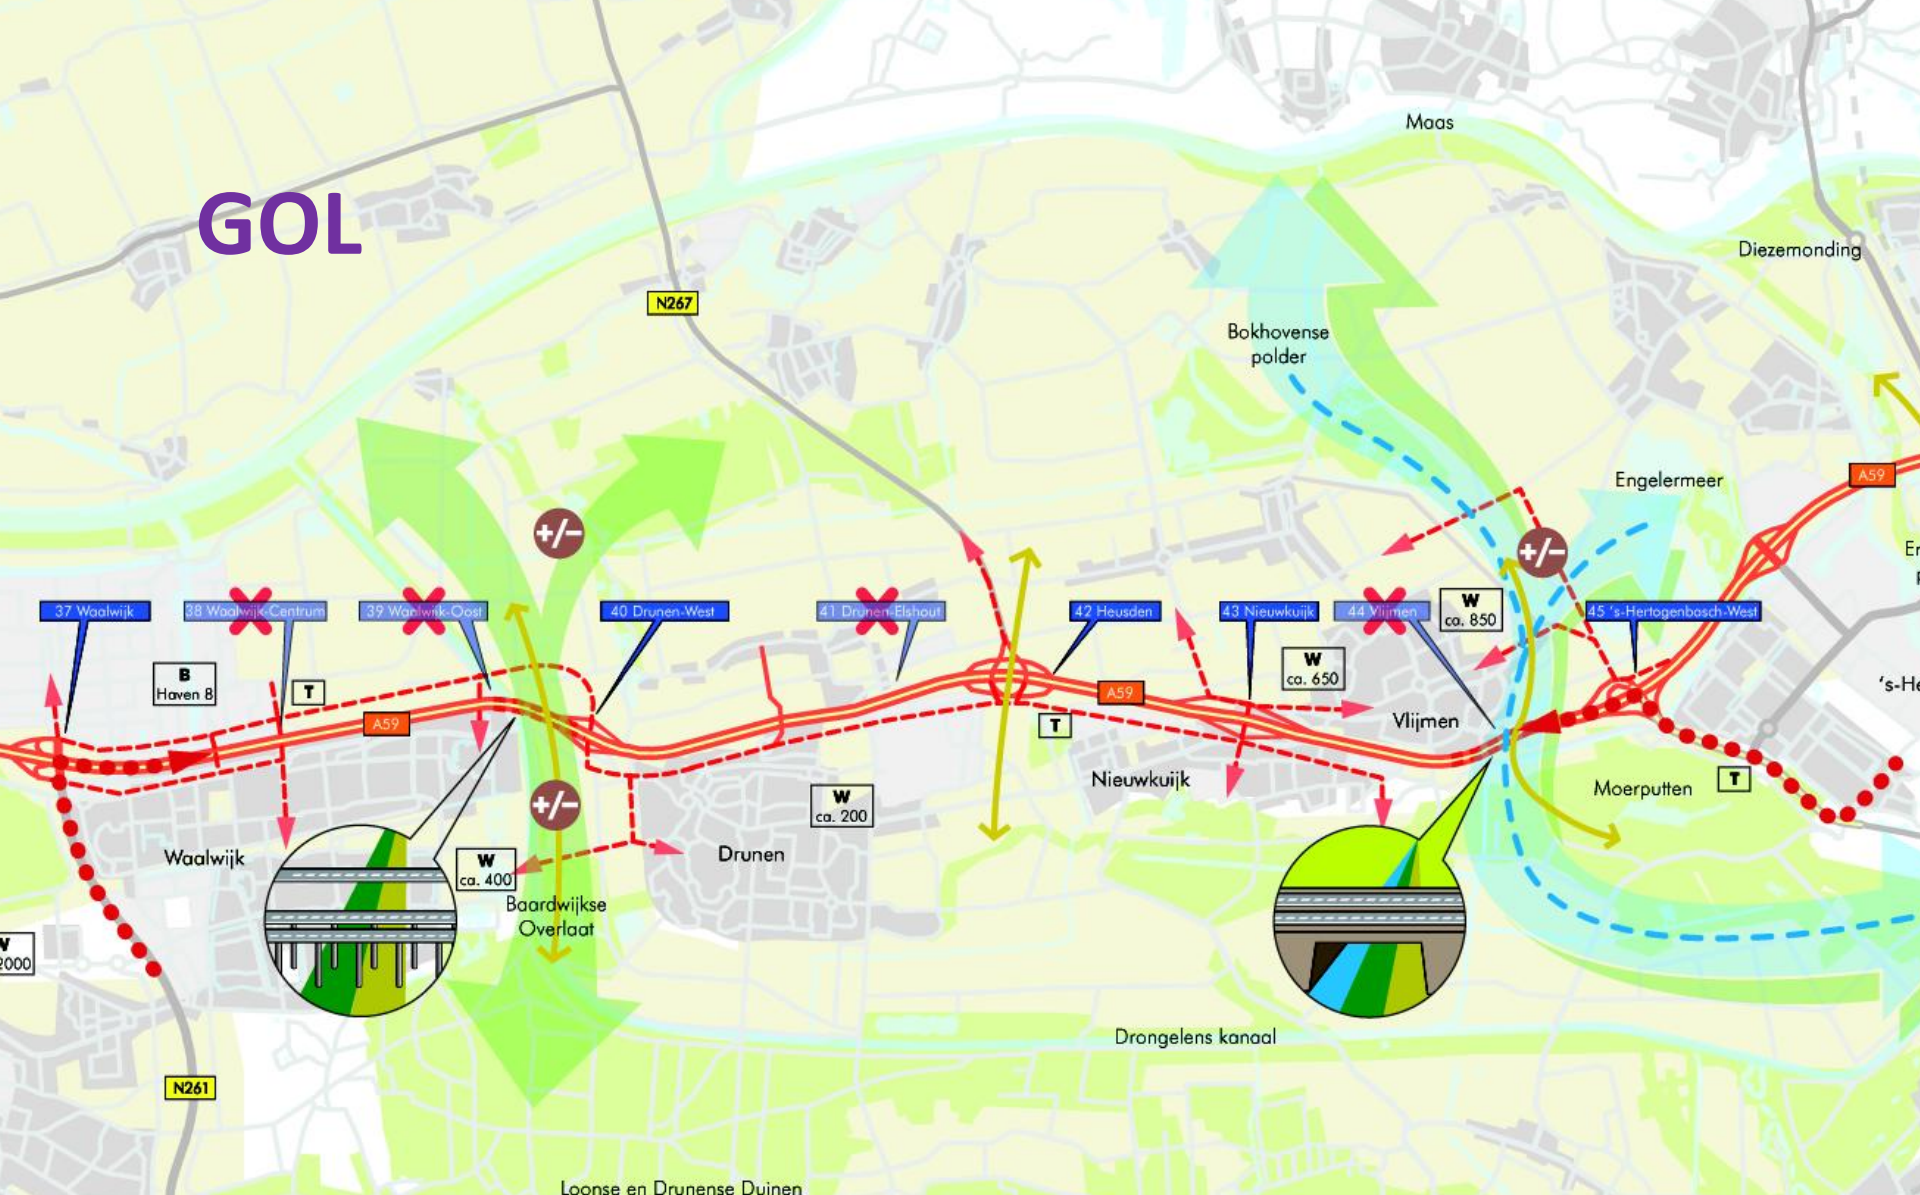 Maas
GOL
Diezemonding
N267
Bokhovense
polder
A59
Engelermeer
+/-
+/-
37 Waalwijk
38 Waalwijk-Centrum
39 Waalwijk-Oost
40 Drunen-West
41 Drunen-Elshout
42 Heusden
43 Nieuwkuijk
44 Vlijmen
W
ca. 850
45 's-Hertogenbosch-West
B
Haven 8
T
W
ca. 650
A59
's-He
A59
T
Vlijmen
Nieuwkuijk
Moerputten
T
+/-
W
ca. 200
Waalwijk
W
ca. 400
Drunen
Baardwijkse
Overlaat
W
2000
Drongelens kanaal
N261
Loonse en Drunense Duinen